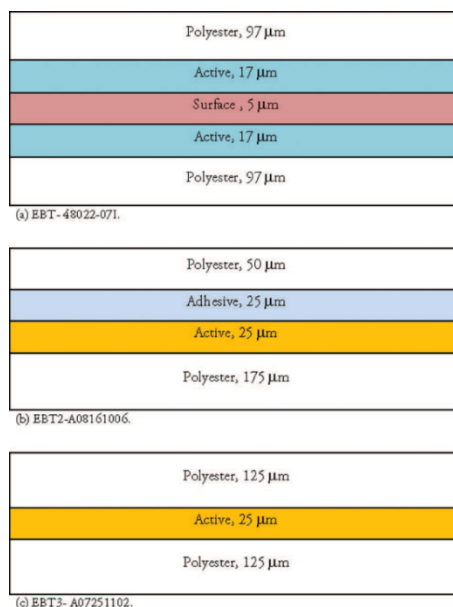 Polyester, 97 μm
Active, 17 μm
Surface , 5 μm
Active, 17 μm
Polyester, 97 μm
(a) EBT- 48022-07I.
Polyester, 50 μm
Adhesive, 25 μm
Active, 25 μm
Polyester, 175 μm
(b) EBT2-A08161006.
Polyester, 125 μm
Active, 25 μm
Polyester, 125 μm
(c) EBT3- A07251102.